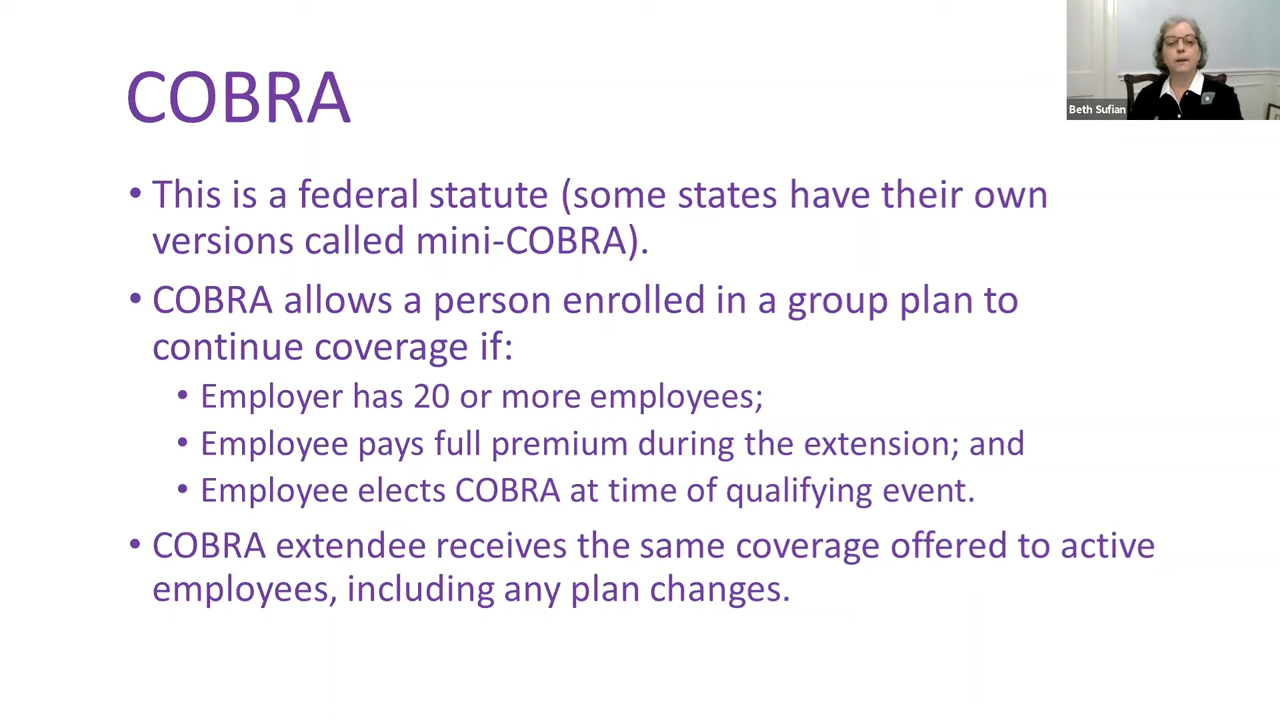 COBRA
Beth Sufian
• This is a federal statute (some states have their own
versions called mini-COBRA).
• COBRA allows a person enrolled in a group plan to
continue coverage if:
• Employer has 20 or more employees;
• Employee pays full premium during the extension; and
• Employee elects COBRA at time of qualifying event.
• COBRA extendee receives the same coverage offered to active
employees, including any plan changes.